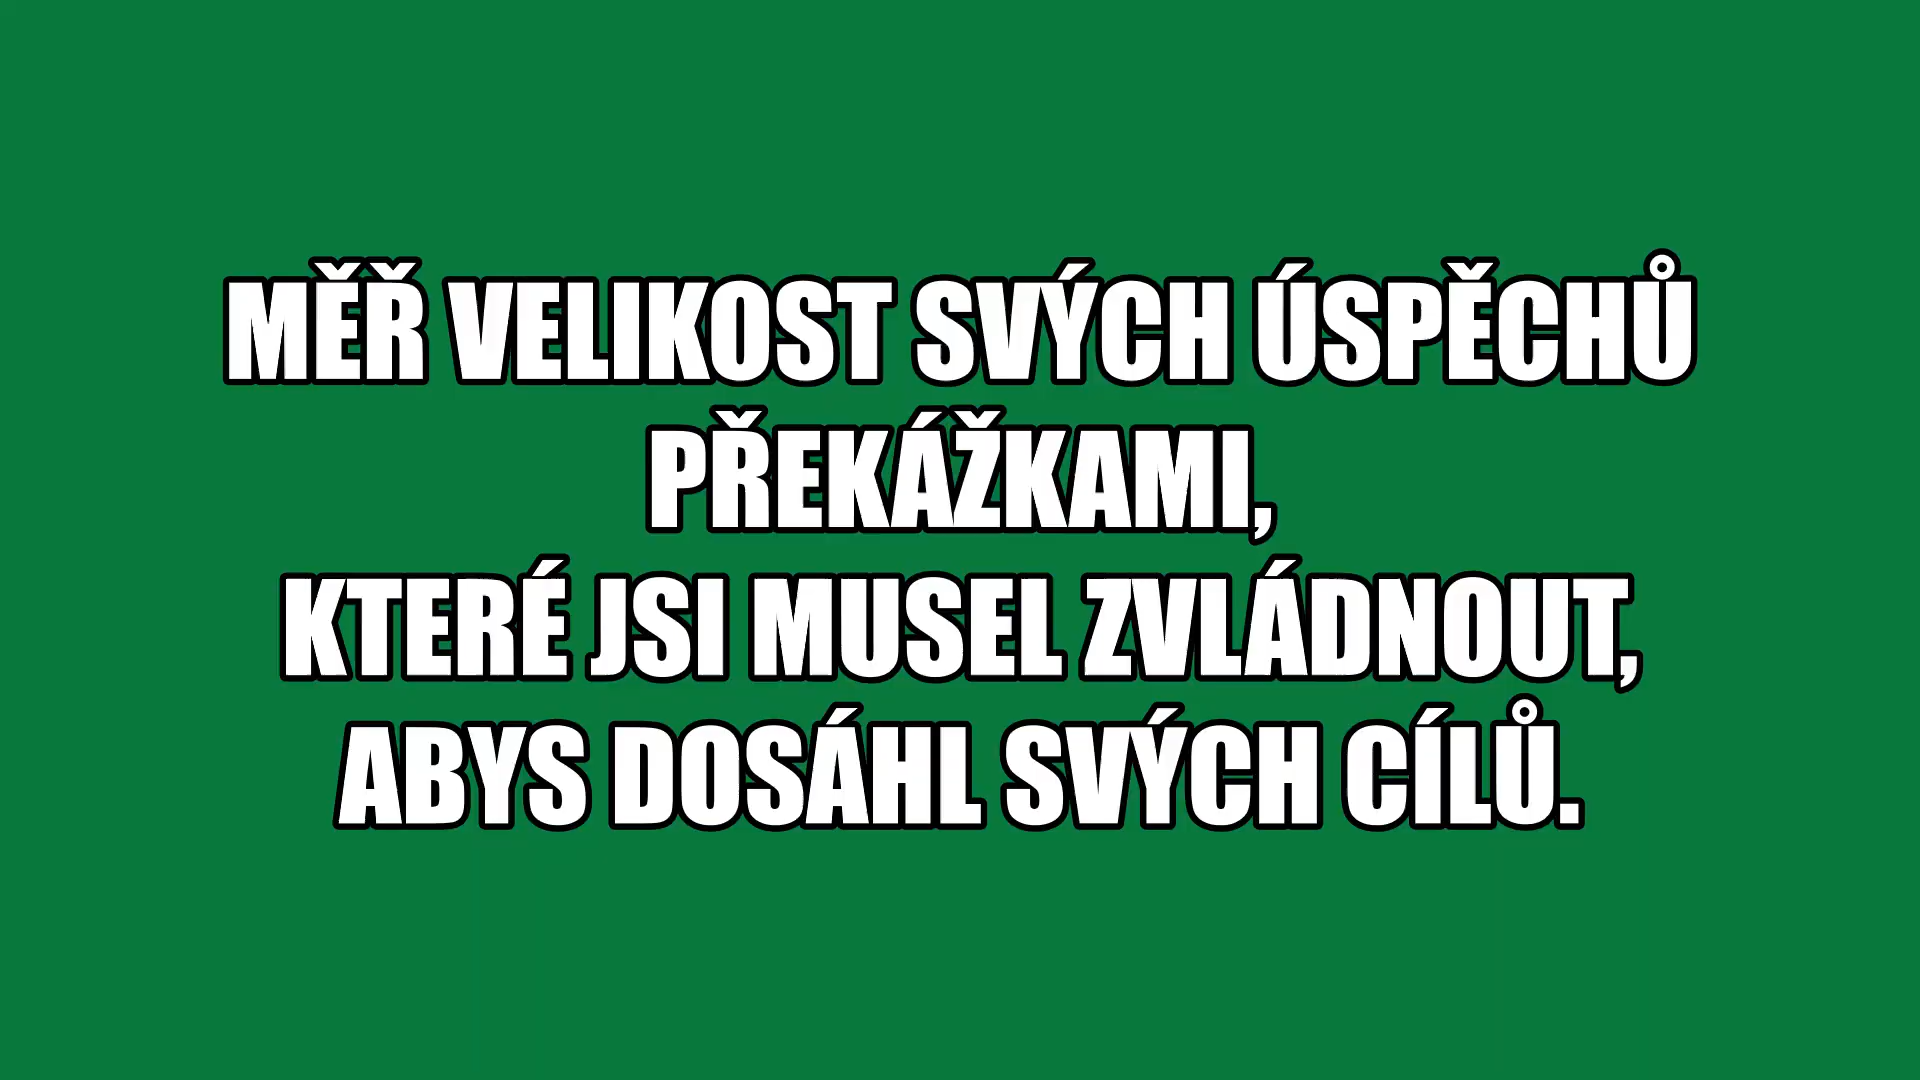 MĚŘ VELIKOST SVÝCH ÚSPĚCHŮ
PŘEKÁŽKAMI,
KTERÉ JSI MUSEL ZVLÁDNOUT,
ABYS DOSÁHL SVÝCH CÍLŮ.